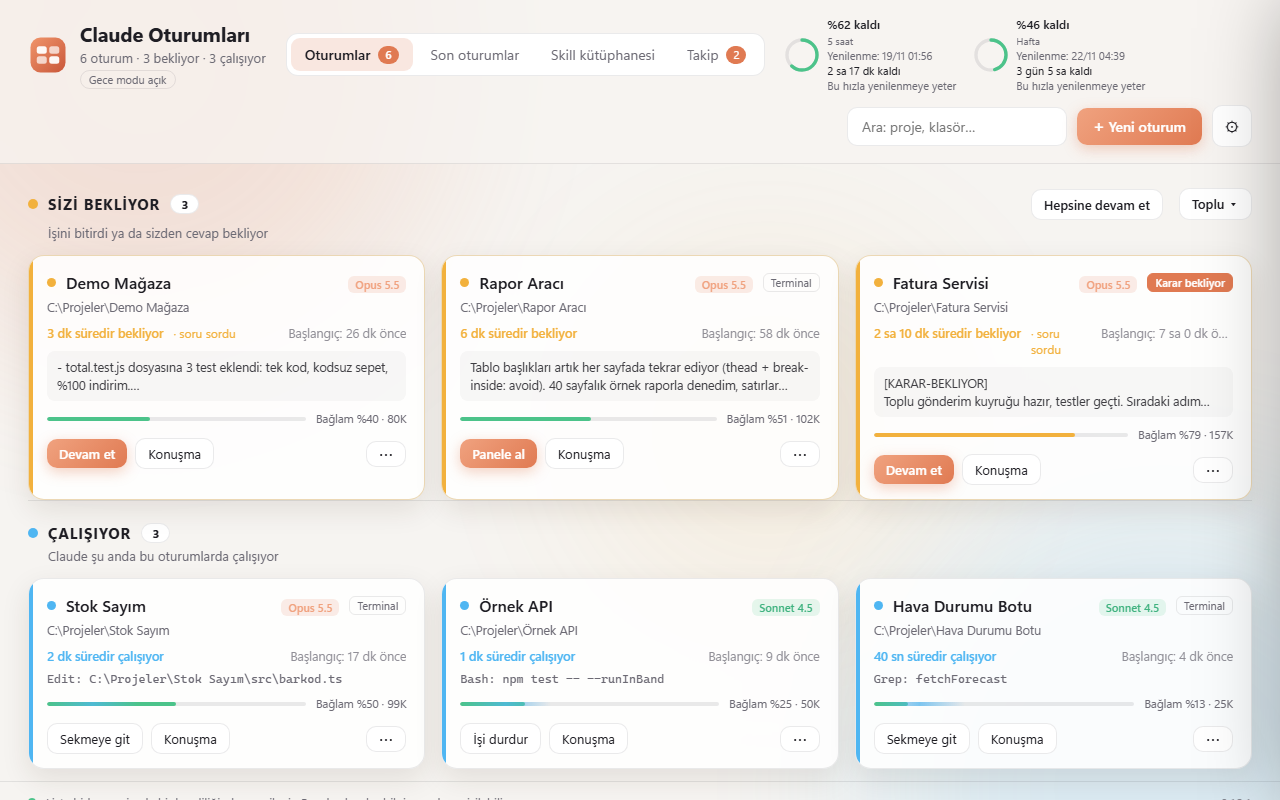 Claude Oturumları
6 oturum · 3 bekliyor · 3 çalışıyor
Gece modu açık
Oturumlar 6
Son oturumlar
Skill kütüphanesi
Takip 2
%62 kaldı
5 saat
Yenilenme: 19/11 01:56
2 sa 17 dk kaldı
Bu hızla yenilenmeye yeter
%46 kaldı
Hafta
Yenilenme: 22/11 04:39
3 gün 5 sa kaldı
Bu hızla yenilenmeye yeter
Ara: proje, klasör...
+ Yeni oturum
SİZİ BEKLİYOR 3
Hepsine devam et
Toplu
İşini bitirdi ya da sizden cevap bekliyor
Demo Mağaza
Opus 5.5
C:\Projeler\Demo Mağaza
3 dk süredir bekliyor · soru sordu
Başlangıç: 26 dk önce
- total.test.js dosyasına 3 test eklendi: tek kod, kodsuz sepet,
%100 indirim....
Bağlam %40 · 80K
Devam et
Konuşma
...
Rapor Aracı
Opus 5.5
Terminal
C:\Projeler\Rapor Aracı
6 dk süredir bekliyor
Başlangıç: 58 dk önce
Tablo başlıkları artık her sayfada tekrar ediyor (thead + break-
inside: avoid). 40 sayfalık örnek raporla denedim, satırlar...
Bağlam %51 · 102K
Panele al
Konuşma
...
Fatura Servisi
Opus 5.5
Karar bekliyor
C:\Projeler\Fatura Servisi
2 sa 10 dk süredir bekliyor · soru
sordu
Başlangıç: 7 sa 0 dk ö...
[KARAR-BEKLIYOR]
Toplu gönderim kuyruğu hazır, testler geçti. Sıradaki adım...
Bağlam %79 · 157K
Devam et
Konuşma
...
ÇALIŞIYOR 3
Claude şu anda bu oturumlarda çalışıyor
Stok Sayım
Opus 5.5
Terminal
C:\Projeler\Stok Sayım
2 dk süredir çalışıyor
Başlangıç: 17 dk önce
Edit: C:\Projeler\Stok Sayım\src\barkod.ts
Bağlam %50 · 99K
Sekmeye git
Konuşma
...
Örnek API
Sonnet 4.5
C:\Projeler\Örnek API
1 dk süredir çalışıyor
Başlangıç: 9 dk önce
Bash: npm test -- --runInBand
Bağlam %25 · 50K
İşi durdur
Konuşma
...
Hava Durumu Botu
Sonnet 4.5
Terminal
C:\Projeler\Hava Durumu Botu
40 sn süredir çalışıyor
Başlangıç: 4 dk önce
Grep: fetchForecast
Bağlam %13 · 25K
Sekmeye git
Konuşma
...